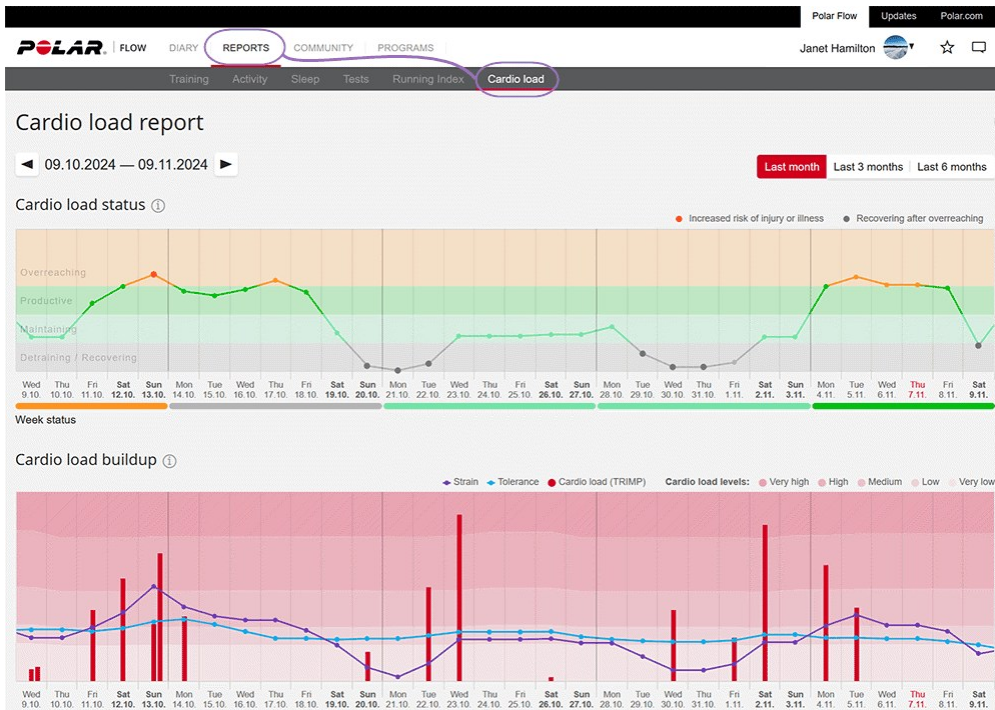 Polar Flow Updates Polar.com
POLAR. FLOW DIARY REPORTS COMMUNITY PROGRAMS Janet Hamilton
Training Activity Sleep Tests Running Index Cardio load
Cardio load report
09.10.2024 — 09.11.2024
Last month Last 3 months Last 6 months
Cardio load status
Increased risk of injury or illness Recovering after overreaching
Overreaching
Productive
Maintaining
Detraining / Recovering
Wed Thu Fri Sat Sun Mon Tue Wed Thu Fri Sat Sun Mon Tue Wed Thu Fri Sat Sun Mon Tue Wed Thu Fri Sat Sun Mon Tue Wed Thu Fri Sat
9.10. 10.10. 11.10. 12.10. 13.10. 14.10. 15.10. 16.10. 17.10. 18.10. 19.10. 20.10. 21.10. 22.10. 23.10. 24.10. 25.10. 26.10. 27.10. 28.10. 29.10. 30.10. 31.10. 1.11. 2.11. 3.11. 4.11. 5.11. 6.11. 7.11. 8.11. 9.11.
Week status
Cardio load buildup
Strain Tolerance Cardio load (TRIMP) Cardio load levels: Very high High Medium Low Very low
Wed Thu Fri Sat Sun Mon Tue Wed Thu Fri Sat Sun Mon Tue Wed Thu Fri Sat Sun Mon Tue Wed Thu Fri Sat Sun Mon Tue Wed Thu Fri Sat
9.10. 10.10. 11.10. 12.10. 13.10. 14.10. 15.10. 16.10. 17.10. 18.10. 19.10. 20.10. 21.10. 22.10. 23.10. 24.10. 25.10. 26.10. 27.10. 28.10. 29.10. 30.10. 31.10. 1.11. 2.11. 3.11. 4.11. 5.11. 6.11. 7.11. 8.11. 9.11.